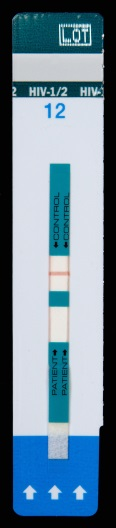 LOT
2 HIV-1/2 HIV-1
12
CONTROL
CONTROL
PATIENT
PATIENT